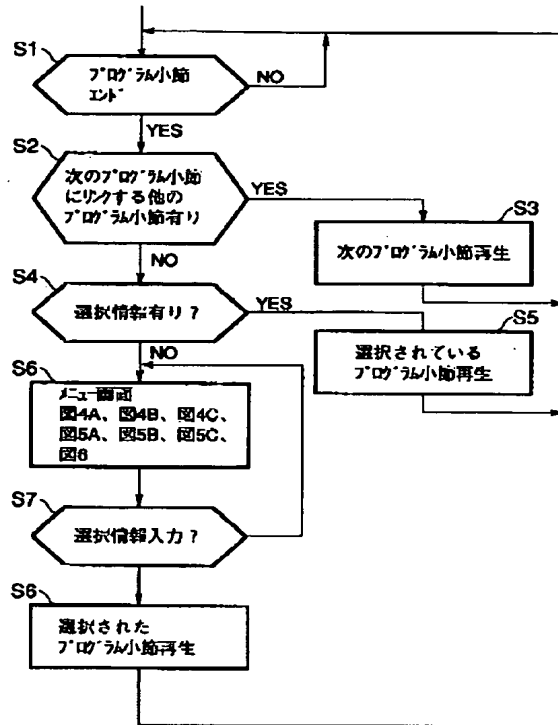 S1
プログラム小節
エンド
NO
YES
S2
次のプログラム小節
にリンクする他の
プログラム小節有り
YES
S3
次のプログラム小節再生
NO
S4
選択情報有り?
YES
S5
選択されている
プログラム小節再生
NO
S6
メニュー画面
図4A、図4B、図4C、
図5A、図5B、図5C、
図6
S7
選択情報入力?
S6
選択された
プログラム小節再生